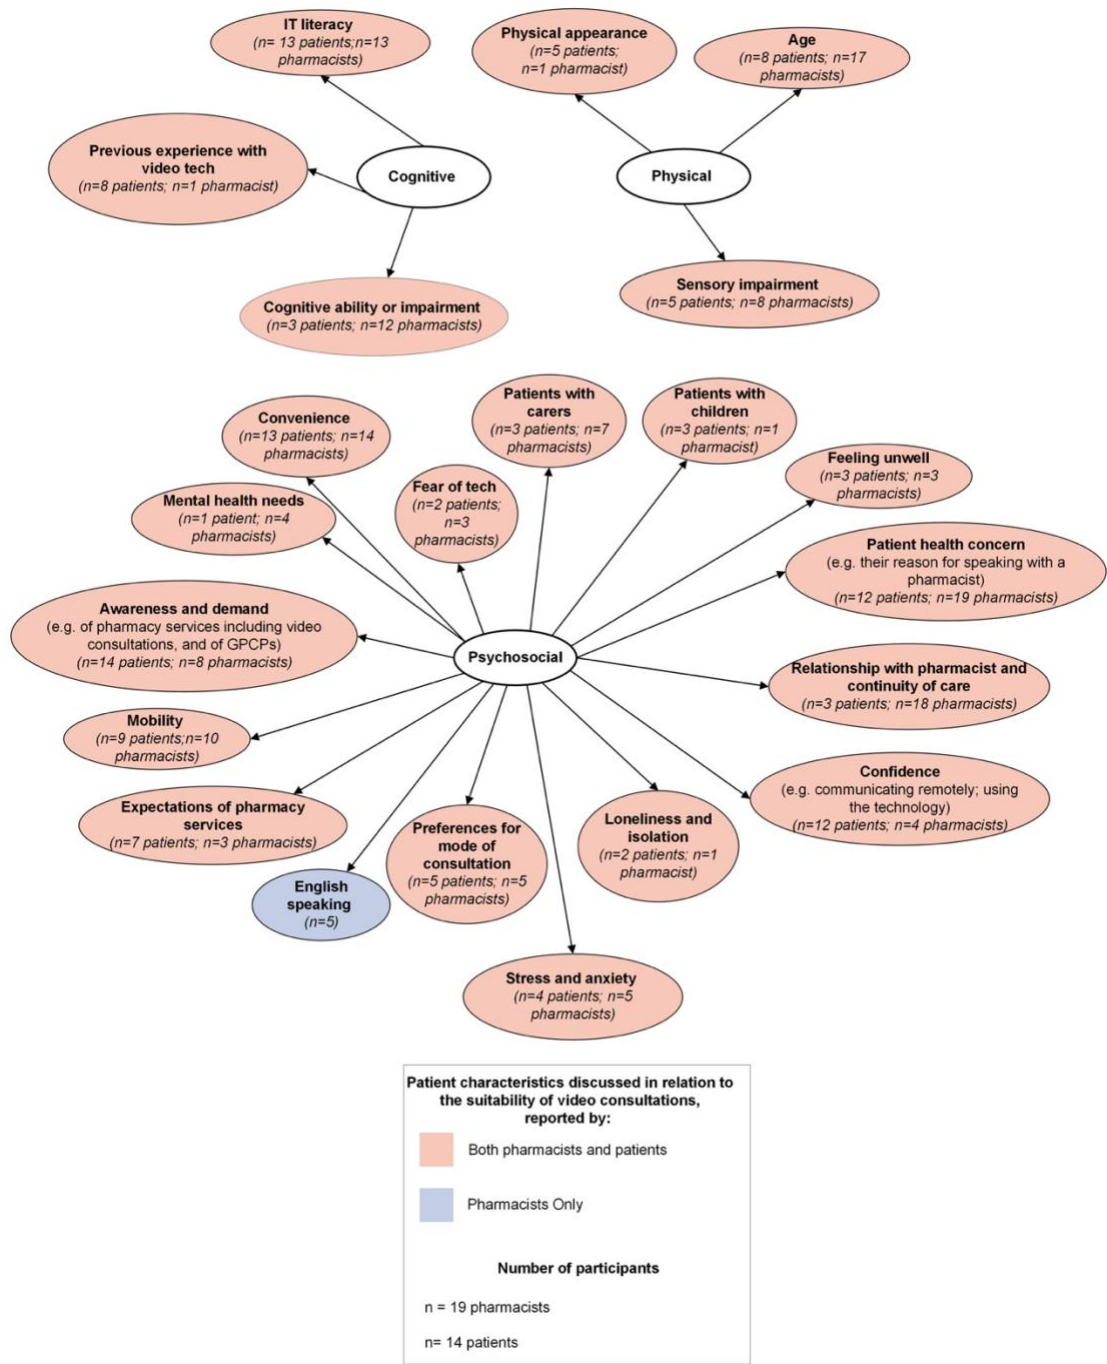 IT literacy
(n= 13 patients;n=13
pharmacists)
Physical appearance
(n=5 patients;
n=1 pharmacist)
Age
(n=8 patients; n=17
pharmacists)
Previous experience with
video tech
(n=8 patients; n=1 pharmacist)
Cognitive
Physical
Cognitive ability or impairment
(n=3 patients; n=12 pharmacists)
Sensory impairment
(n=5 patients; n=8 pharmacists)
Convenience
(n=13 patients; n=14
pharmacists)
Patients with
carers
(n=3 patients; n=7
pharmacists)
Patients with
children
(n=3 patients; n=1
pharmacist)
Feeling unwell
(n=3 patients; n=3
pharmacists)
Mental health needs
(n=1 patient; n=4
pharmacists)
Fear of tech
(n=2 patients;
n=3
pharmacists)
Patient health concern
(e.g. their reason for speaking with a
pharmacist)
(n=12 patients; n=19 pharmacists)
Awareness and demand
(e.g. of pharmacy services including video
consultations, and of GPCPs)
(n=14 patients; n=8 pharmacists)
Psychosocial
Relationship with pharmacist and
continuity of care
(n=3 patients; n=18 pharmacists)
Mobility
(n=9 patients;n=10
pharmacists)
Confidence
(e.g. communicating remotely; using
the technology)
(n=12 patients; n=4 pharmacists)
Expectations of pharmacy
services
(n=7 patients; n=3 pharmacists)
Preferences for
mode of
consultation
(n=5 patients; n=5
pharmacists)
Loneliness and
isolation
(n=2 patients; n=1
pharmacist)
English
speaking
(n=5)
Stress and anxiety
(n=4 patients; n=5
pharmacists)
Patient characteristics discussed in relation to
the suitability of video consultations,
reported by:
Both pharmacists and patients
Pharmacists Only
Number of participants
n = 19 pharmacists
n= 14 patients